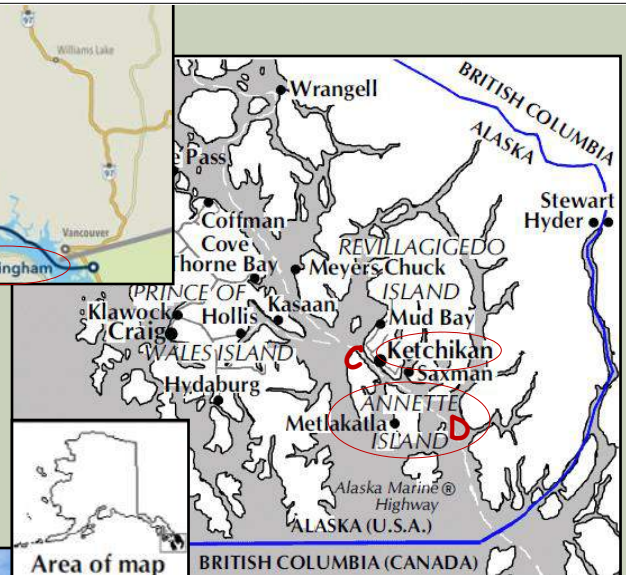 97
Williams Lake
97
Vancouver
ingham
Wrangell
BRITISH COLUMBIA
ALASKA
e Pass
Stewart
Hyder
Coffman
Cove
REVILLAGIGEDO
ISLAND
Thorne Bay
Meyers Chuck
PRINCE OF
WALES ISLAND
Klawock
Craig
Hollis
Kasaan
Mud Bay
C
Ketchikan
Saxman
Hydaburg
ANNETTE
ISLAND
Metlakatla
D
Alaska Marine ®
Highway
ALASKA (U.S.A.)
BRITISH COLUMBIA (CANADA)
Area of map